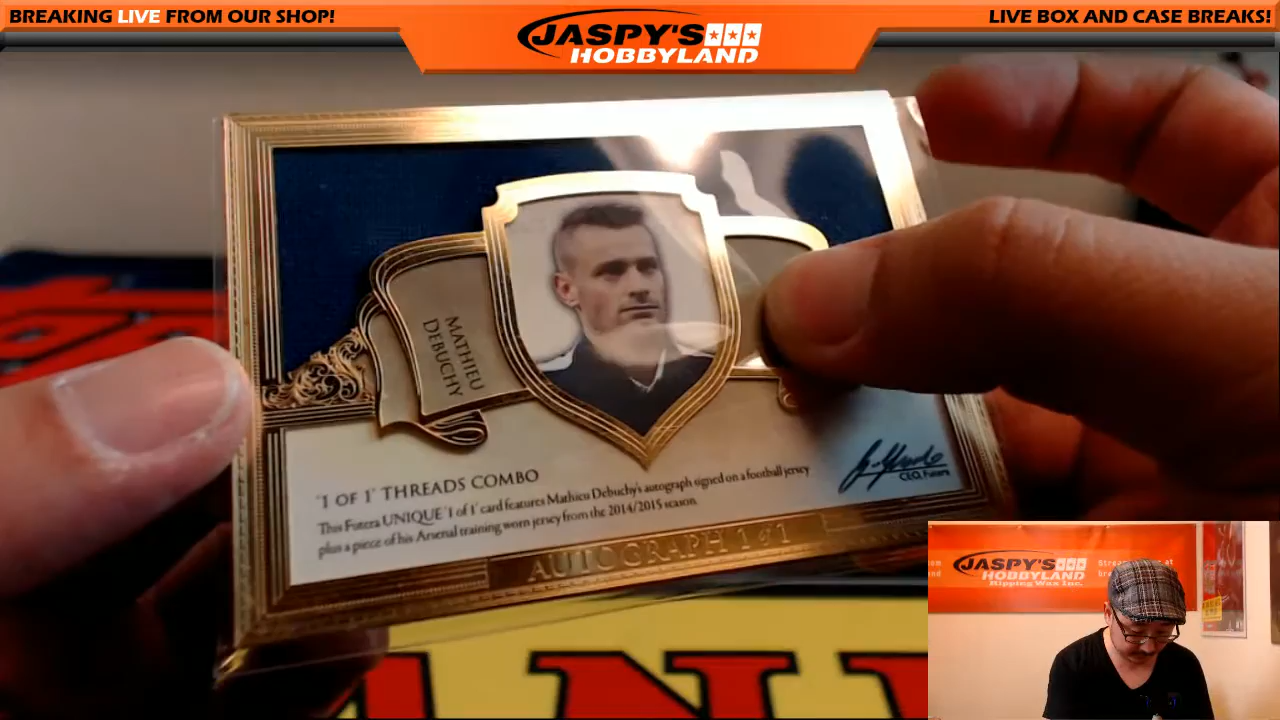 BREAKING LIVE FROM OUR SHOP!
JASPY'S
HOBBYLAND
LIVE BOX AND CASE BREAKS!
MATHIEU
DEBUCHY
'1 OF 1' THREADS COMBO
This Futera UNIQUE '1 of 1' card features Mathieu Debuchy's autograph signed on a football jersey
plus a piece of his Arsenal training worn jersey from the 2014/2015 season.
CEO, Futera
AUTOGRAPH 1 of 1
JASPY'S
HOBBYLAND
Ripping Wax Inc.